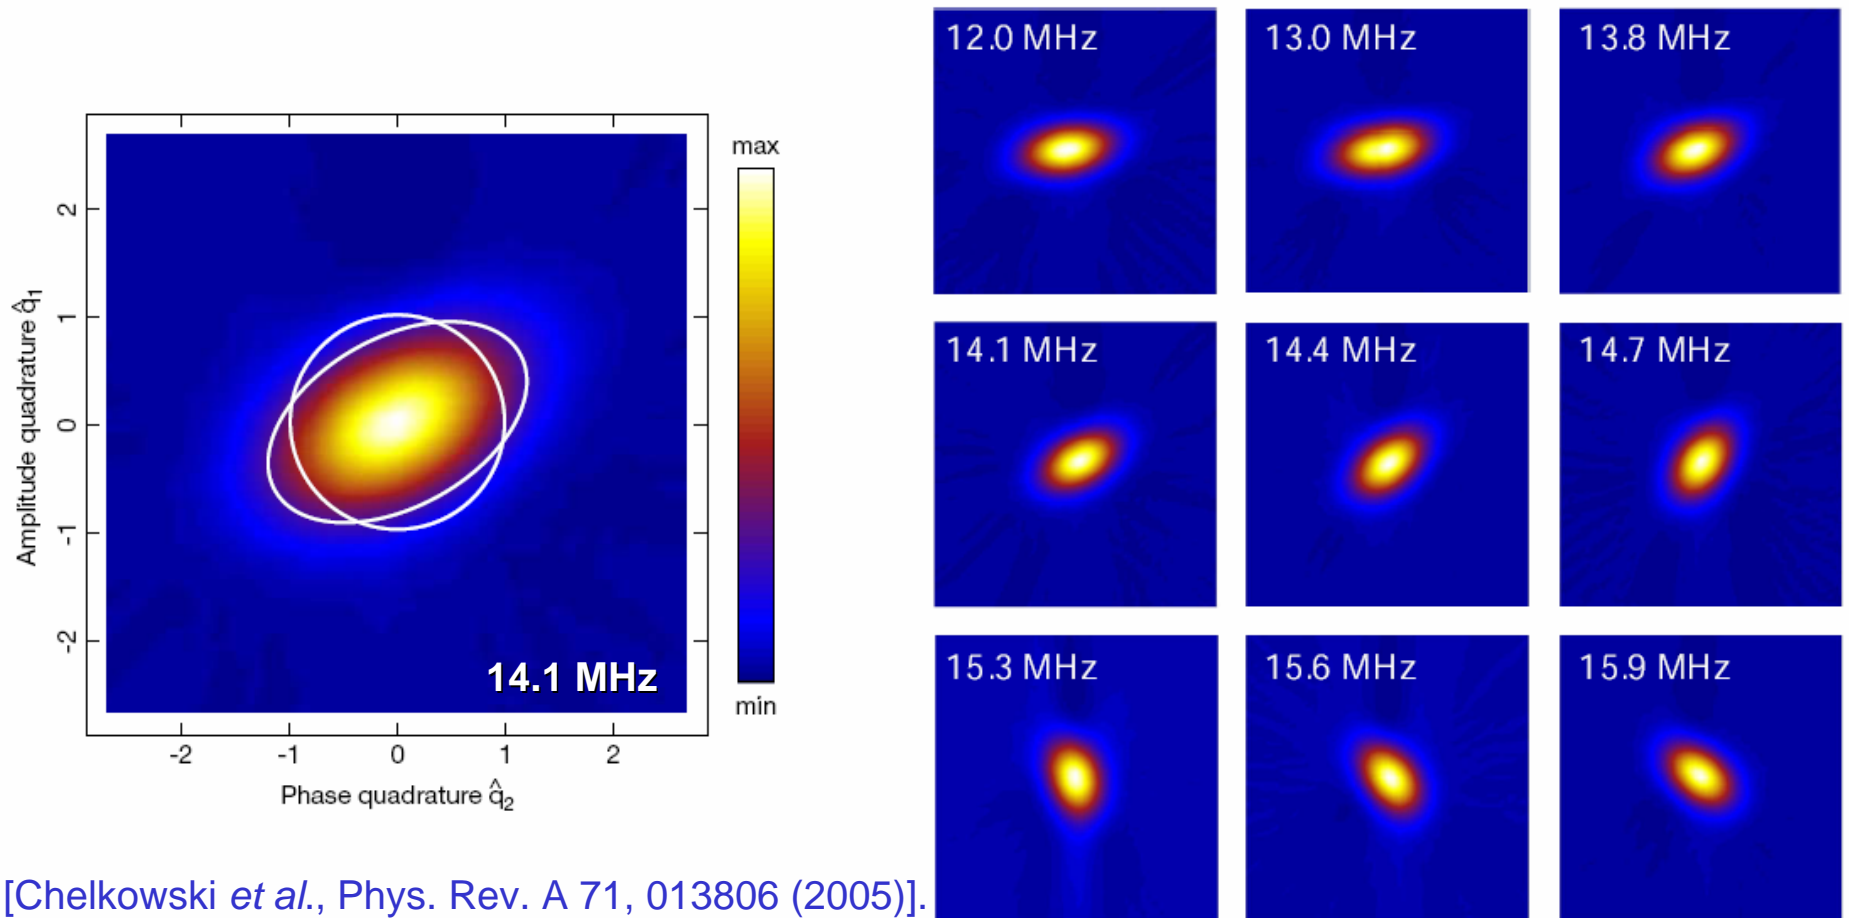 max
min
2
1
0
-1
-2
Amplitude quadrature q̂1
14.1 MHz
-2
-1
0
1
2
Phase quadrature q̂2
12.0 MHz
13.0 MHz
13.8 MHz
14.1 MHz
14.4 MHz
14.7 MHz
15.3 MHz
15.6 MHz
15.9 MHz
[Chelkowski et al., Phys. Rev. A 71, 013806 (2005)].